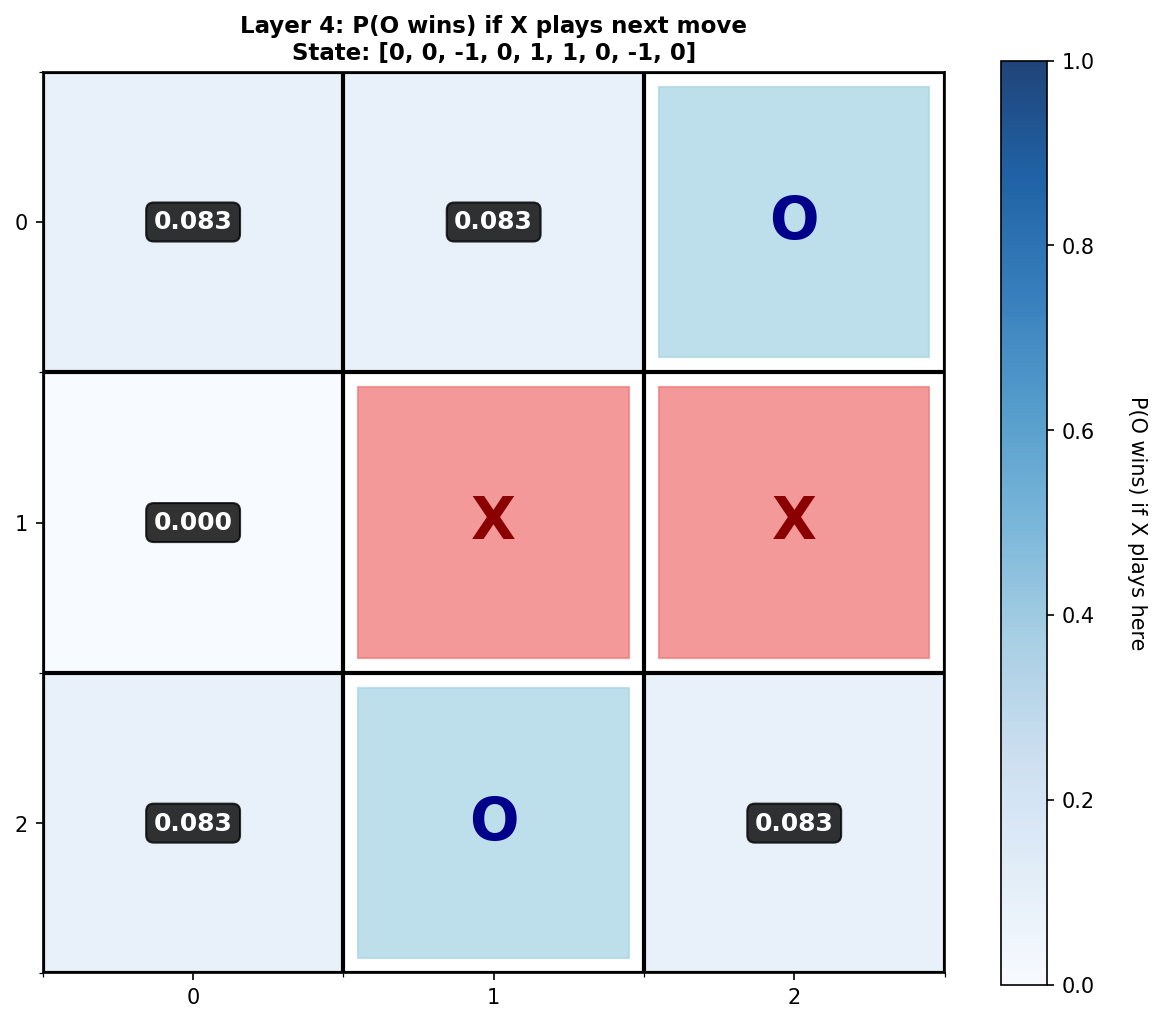 Layer 4: P(O wins) if X plays next move
State: [0, 0, -1, 0, 1, 1, 0, -1, 0]
0
0.083
0.083
O
1
0.000
X
X
2
0.083
O
0.083
0
1
2
1.0
0.8
0.6
0.4
0.2
0.0
P(O wins) if X plays here